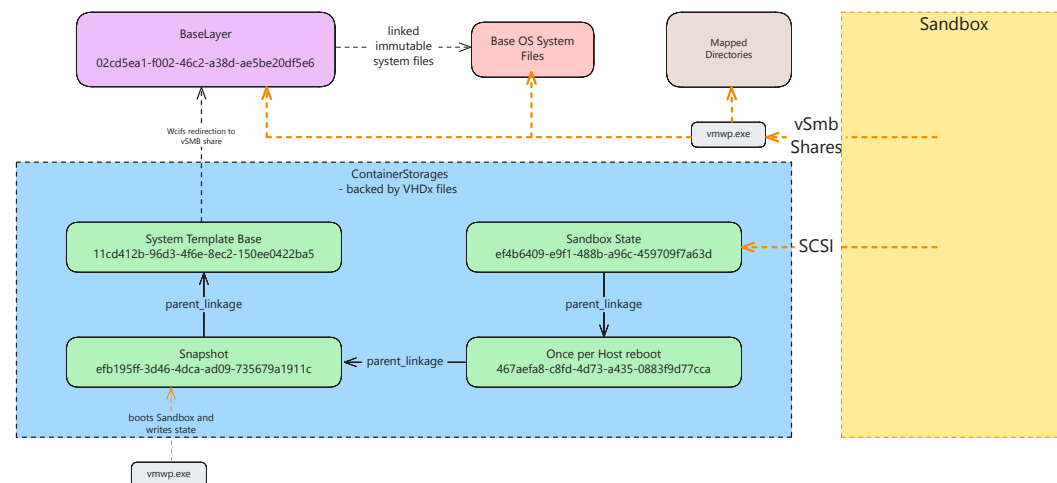 BaseLayer
02cd5ea1-f002-46c2-a38d-ae5be20df5e6
linked
immutable
system files
Base OS System
Files
Mapped
Directories
Sandbox
vmwp.exe
vSmb
Shares
Wcifs redirection to
vSMB share
ContainerStorages
- backed by VHDx files
System Template Base
11cd412b-96d3-4f6e-8ec2-150ee0422ba5
Sandbox State
ef4b6409-e9f1-488b-a96c-459709f7a63d
SCSI
parent_linkage
parent_linkage
Snapshot
efb195ff-3d46-4dca-ad09-735679a1911c
parent_linkage
Once per Host reboot
467aefa8-c8fd-4d73-a435-0883f9d77cca
boots Sandbox and
writes state
vmwp.exe